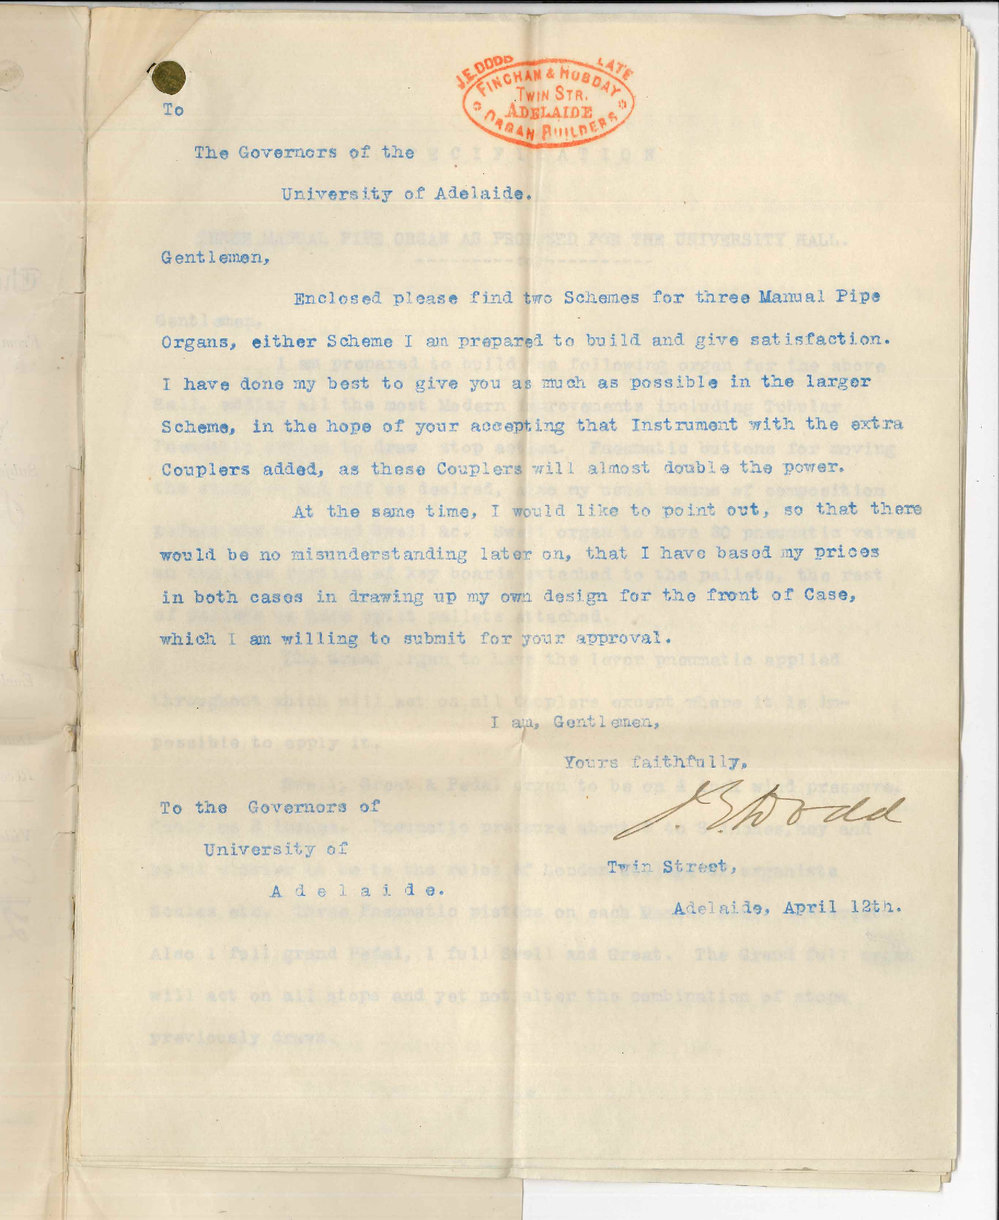 J.E.DODD LATE
FINCHAM & HOBDAY
TWIN STR.
ADELAIDE
ORGAN BUILDERS
To
The Governors of the
University of Adelaide.
Gentlemen,
Enclosed please find two Schemes for three Manual Pipe
Organs, either Scheme I am prepared to build and give satisfaction.
I have done my best to give you as much as possible in the larger
Scheme, in the hope of your accepting that Instrument with the extra
Couplers added, as these Couplers will almost double the power.
At the same time, I would like to point out, so that there
would be no misunderstanding later on, that I have based my prices
in both cases in drawing up my own design for the front of Case,
which I am willing to submit for your approval.
I am, Gentlemen,
Yours faithfully,
J.E. Dodd
To the Governors of
University of
A d e l a i d e.
Twin Street,
Adelaide, April 12th.